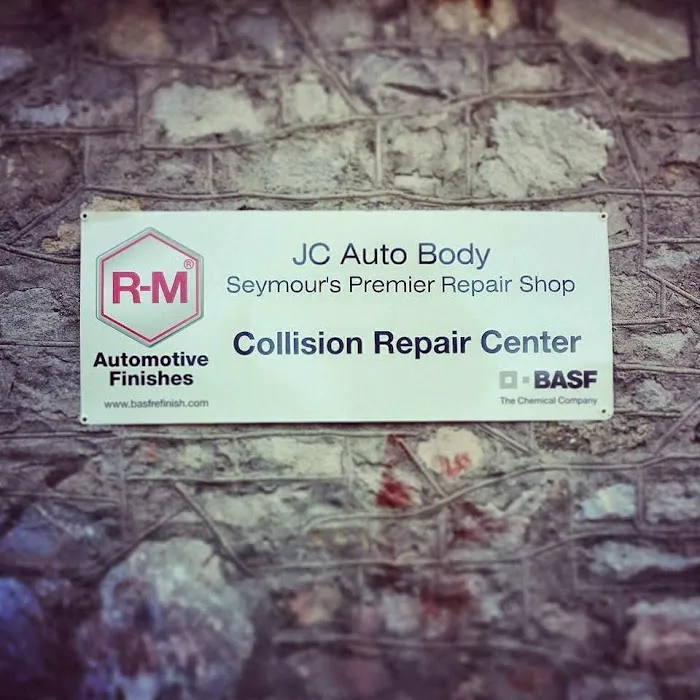 R-M®
Automotive
Finishes
www.basfrefinish.com
JC Auto Body
Seymour's Premier Repair Shop
Collision Repair Center
BASF
The Chemical Company